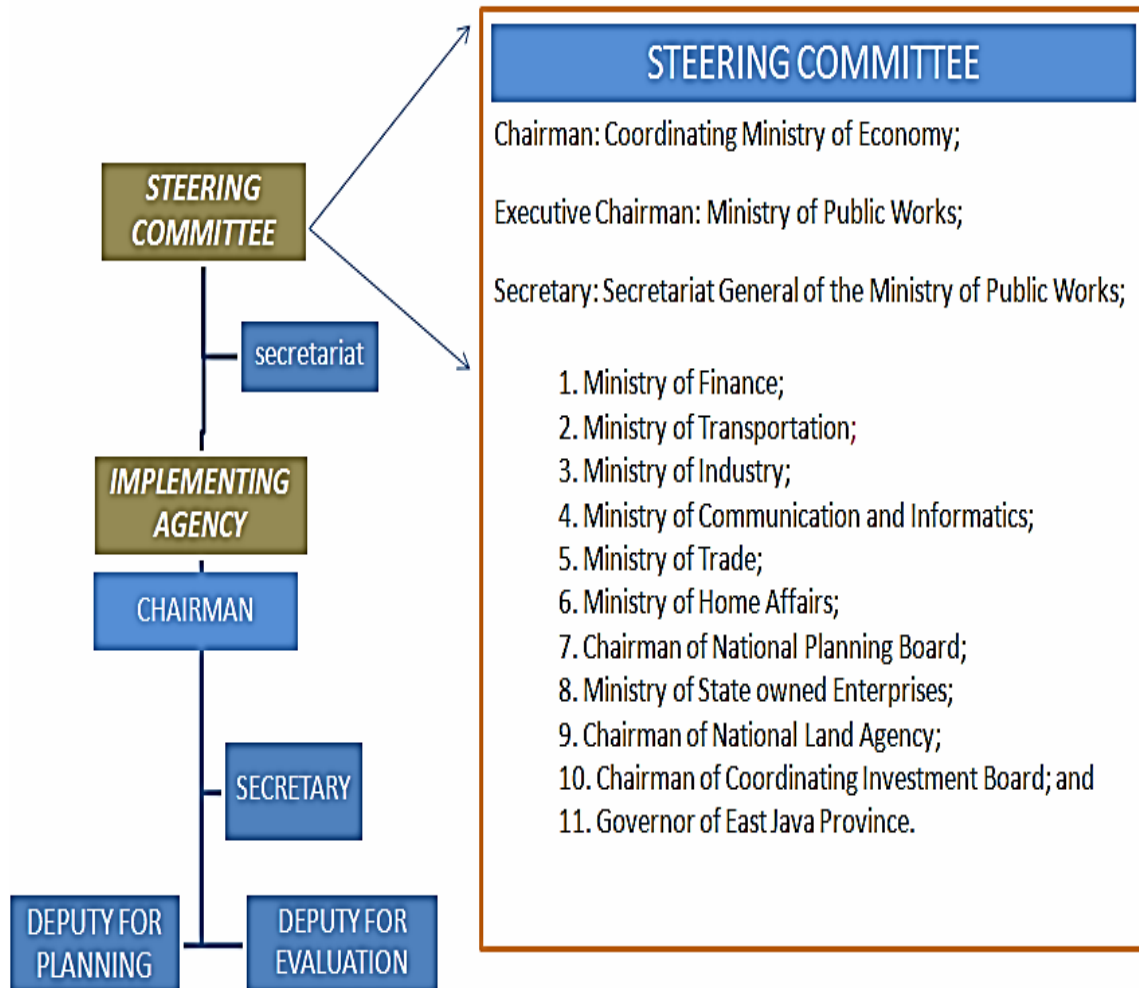 STEERING
COMMITTEE
secretariat
IMPLEMENTING
AGENCY
CHAIRMAN
SECRETARY
DEPUTY FOR
PLANNING
DEPUTY FOR
EVALUATION
STEERING COMMITTEE
Chairman: Coordinating Ministry of Economy;
Executive Chairman: Ministry of Public Works;
Secretary: Secretariat General of the Ministry of Public Works;
1. Ministry of Finance;
2. Ministry of Transportation;
3. Ministry of Industry;
4. Ministry of Communication and Informatics;
5. Ministry of Trade;
6. Ministry of Home Affairs;
7. Chairman of National Planning Board;
8. Ministry of State owned Enterprises;
9. Chairman of National Land Agency;
10. Chairman of Coordinating Investment Board; and
11. Governor of East Java Province.